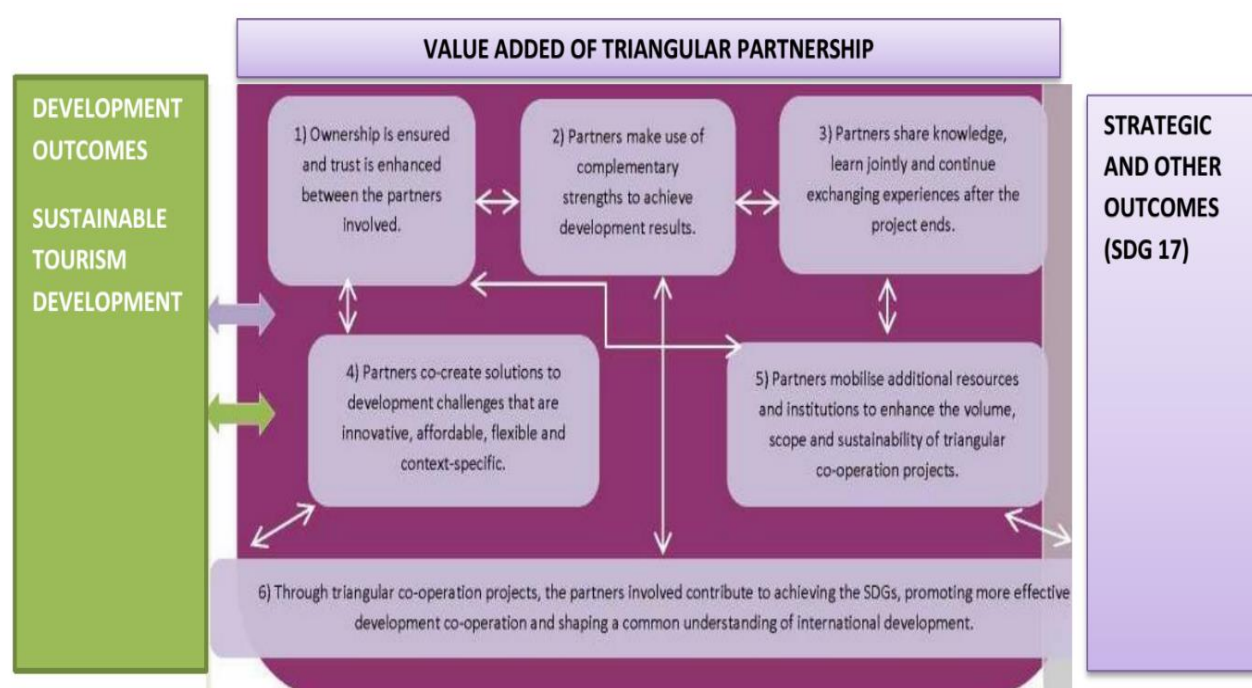 VALUE ADDED OF TRIANGULAR PARTNERSHIP
DEVELOPMENT
OUTCOMES
SUSTAINABLE
TOURISM
DEVELOPMENT
1) Ownership is ensured
and trust is enhanced
between the partners
involved.
2) Partners make use of
complementary
strengths to achieve
development results.
3) Partners share knowledge,
learn jointly and continue
exchanging experiences after the
project ends.
4) Partners co-create solutions to
development challenges that are
innovative, affordable, flexible and
context-specific.
5) Partners mobilise additional resources
and institutions to enhance the volume,
scope and sustainability of triangular
co-operation projects.
6) Through triangular co-operation projects, the partners involved contribute to achieving the SDGs, promoting more effective
development co-operation and shaping a common understanding of international development.
STRATEGIC
AND OTHER
OUTCOMES
(SDG 17)